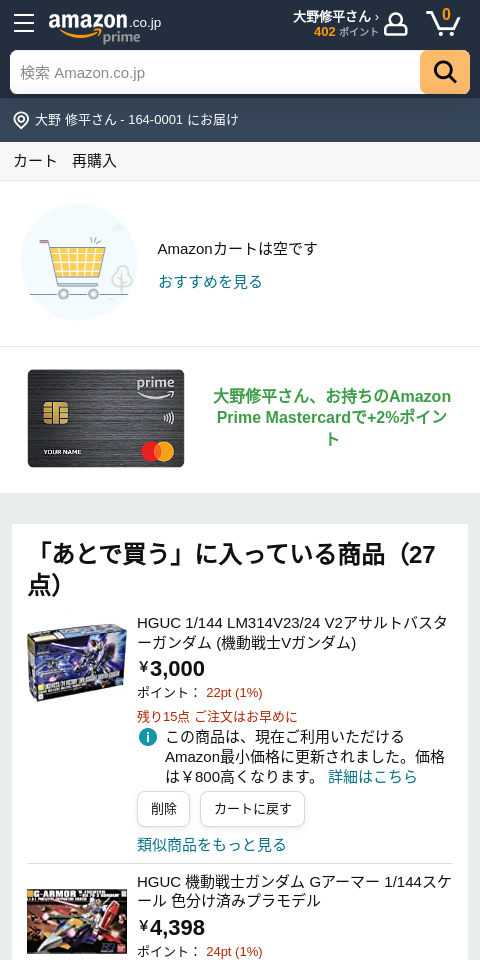 amazon.co.jp
prime
大野修平さん ›
402 ポイント
0
検索 Amazon.co.jp
大野 修平さん - 164-0001 にお届け
カート 再購入
Amazonカートは空です
おすすめを見る
prime
YOUR NAME
大野修平さん、お持ちのAmazon
Prime Mastercardで+2%ポイン
ト
「あとで買う」に入っている商品（27
点）
HGUC 1/144 LM314V23/24 V2アサルトバスタ
ーガンダム (機動戦士Vガンダム)
¥3,000
ポイント： 22pt (1%)
残り15点 ご注文はお早めに
この商品は、現在ご利用いただける
Amazon最小価格に更新されました。価格
は￥800高くなります。 詳細はこちら
削除 カートに戻す
類似商品をもっと見る
HGUC 機動戦士ガンダム Gアーマー 1/144スケ
ール 色分け済みプラモデル
G-ARMOR
¥4,398
ポイント： 24pt (1%)